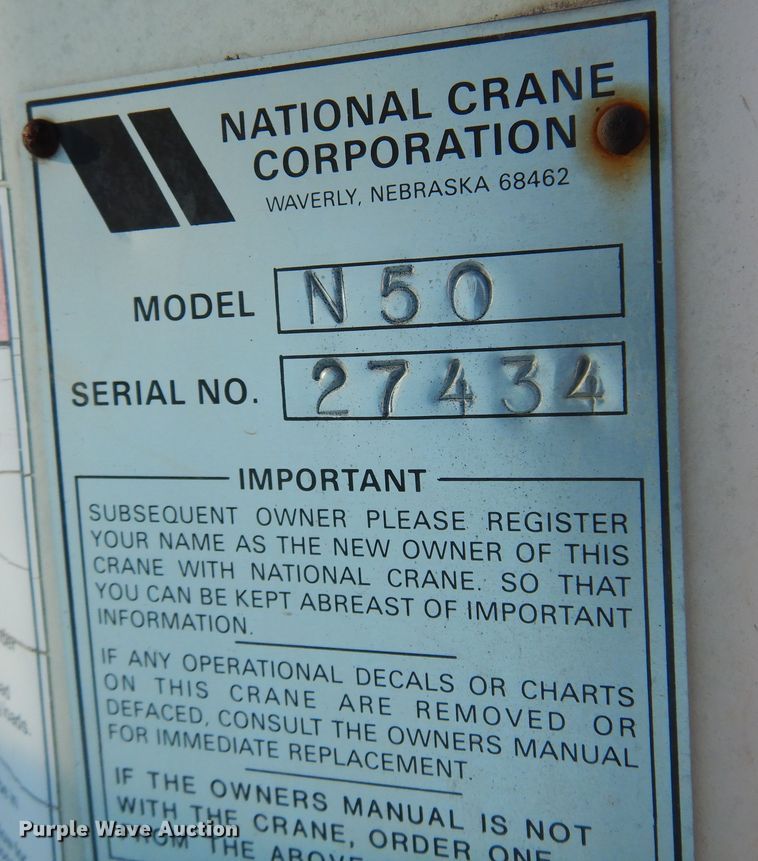 NATIONAL CRANE
CORPORATION
WAVERLY, NEBRASKA 68462
MODEL N50
SERIAL NO. 27434
IMPORTANT
SUBSEQUENT OWNER PLEASE REGISTER
YOUR NAME AS THE NEW OWNER OF THIS
CRANE WITH NATIONAL CRANE. SO THAT
YOU CAN BE KEPT ABREAST OF IMPORTANT
INFORMATION.
IF ANY OPERATIONAL DECALS OR CHARTS
ON THIS CRANE ARE REMOVED OR
DEFACED, CONSULT THE OWNERS MANUAL
FOR IMMEDIATE REPLACEMENT.
IF THE OWNERS MANUAL IS NOT
WITH THE CRANE, ORDER ONE
FROM THE ABOVE
Purple Wave Auction